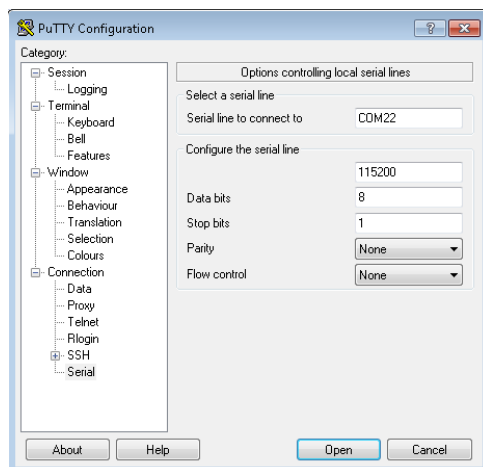 PuTTY Configuration
Category:
Session
Logging
Terminal
Keyboard
Bell
Features
Window
Appearance
Behaviour
Translation
Selection
Colours
Connection
Data
Proxy
Telnet
Rlogin
SSH
Serial
Options controlling local serial lines
Select a serial line
Serial line to connect to COM22
Configure the serial line
115200
Data bits 8
Stop bits 1
Parity None
Flow control None
About Help Open Cancel